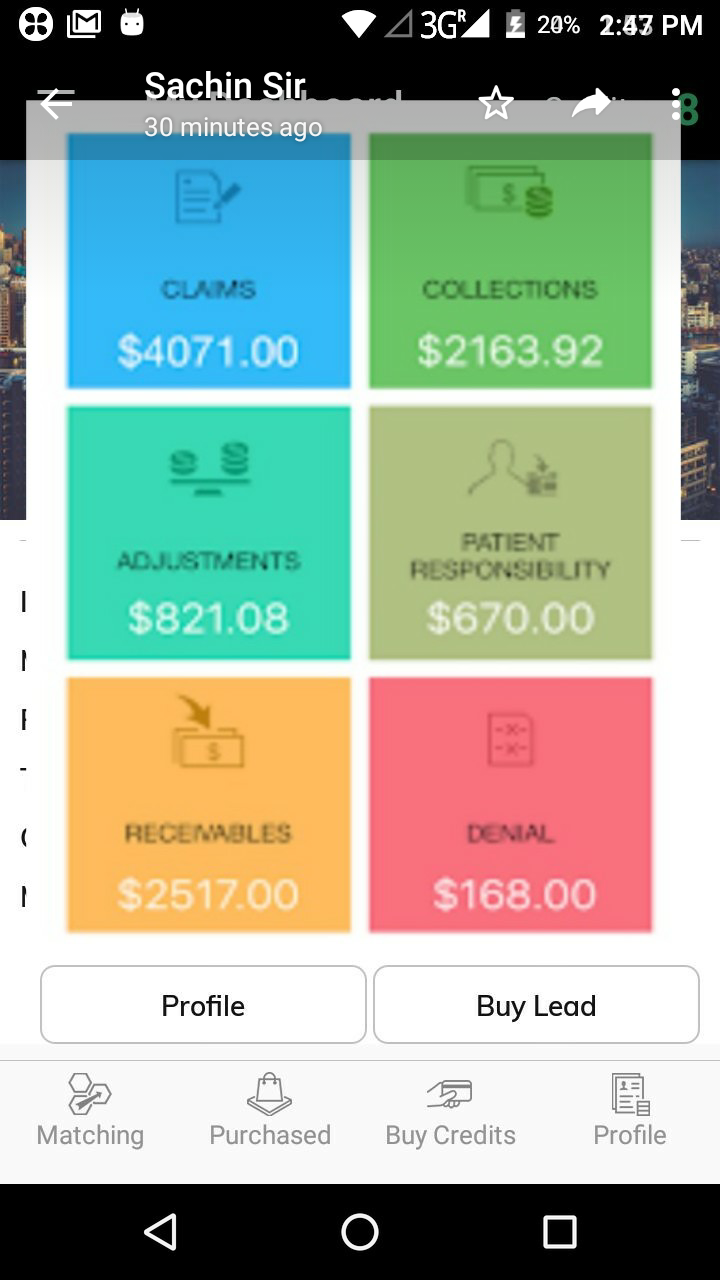 3G R 2:47 PM
Sachin Sir
30 minutes ago
CLAIMS
$4071.00
COLLECTIONS
$2163.92
ADJUSTMENTS
$821.08
PATIENT
RESPONSIBILITY
$670.00
RECEIVABLES
$2517.00
DENIAL
$168.00
Profile
Buy Lead
Matching
Purchased
Buy Credits
Profile